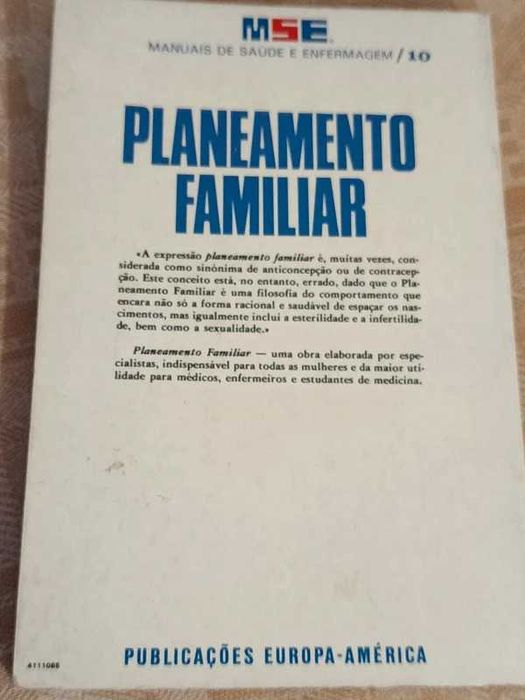 MSE
MANUAIS DE SAÚDE E ENFERMAGEM / 10
PLANEAMENTO
FAMILIAR
«A expressão planeamento familiar é, muitas vezes, con-
siderada como sinónima de anticoncepção ou de contracep-
ção. Este conceito está, no entanto, errado, dado que o Pla-
neamento Familiar é uma filosofia do comportamento que
encara não só a forma racional e saudável de espaçar os nas-
cimentos, mas igualmente inclui a esterilidade e a infertilida-
de, bem como a sexualidade.»
Planeamento Familiar — uma obra elaborada por espe-
cialistas, indispensável para todas as mulheres e da maior uti-
lidade para médicos, enfermeiros e estudantes de medicina.
PUBLICAÇÕES EUROPA-AMÉRICA